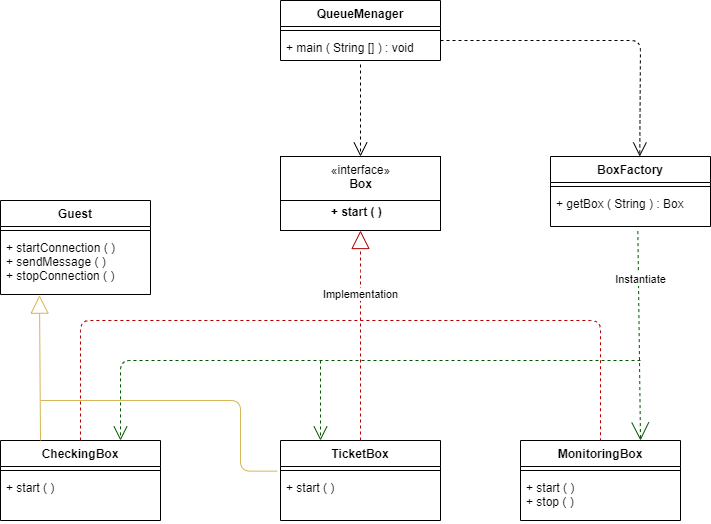 QueueMenager
+ main ( String [] ) : void
«interface»
Box
+ start ( )
BoxFactory
+ getBox ( String ) : Box
Guest
+ startConnection ( )
+ sendMessage ( )
+ stopConnection ( )
Implementation
Instantiate
CheckingBox
+ start ( )
TicketBox
+ start ( )
MonitoringBox
+ start ( )
+ stop ( )